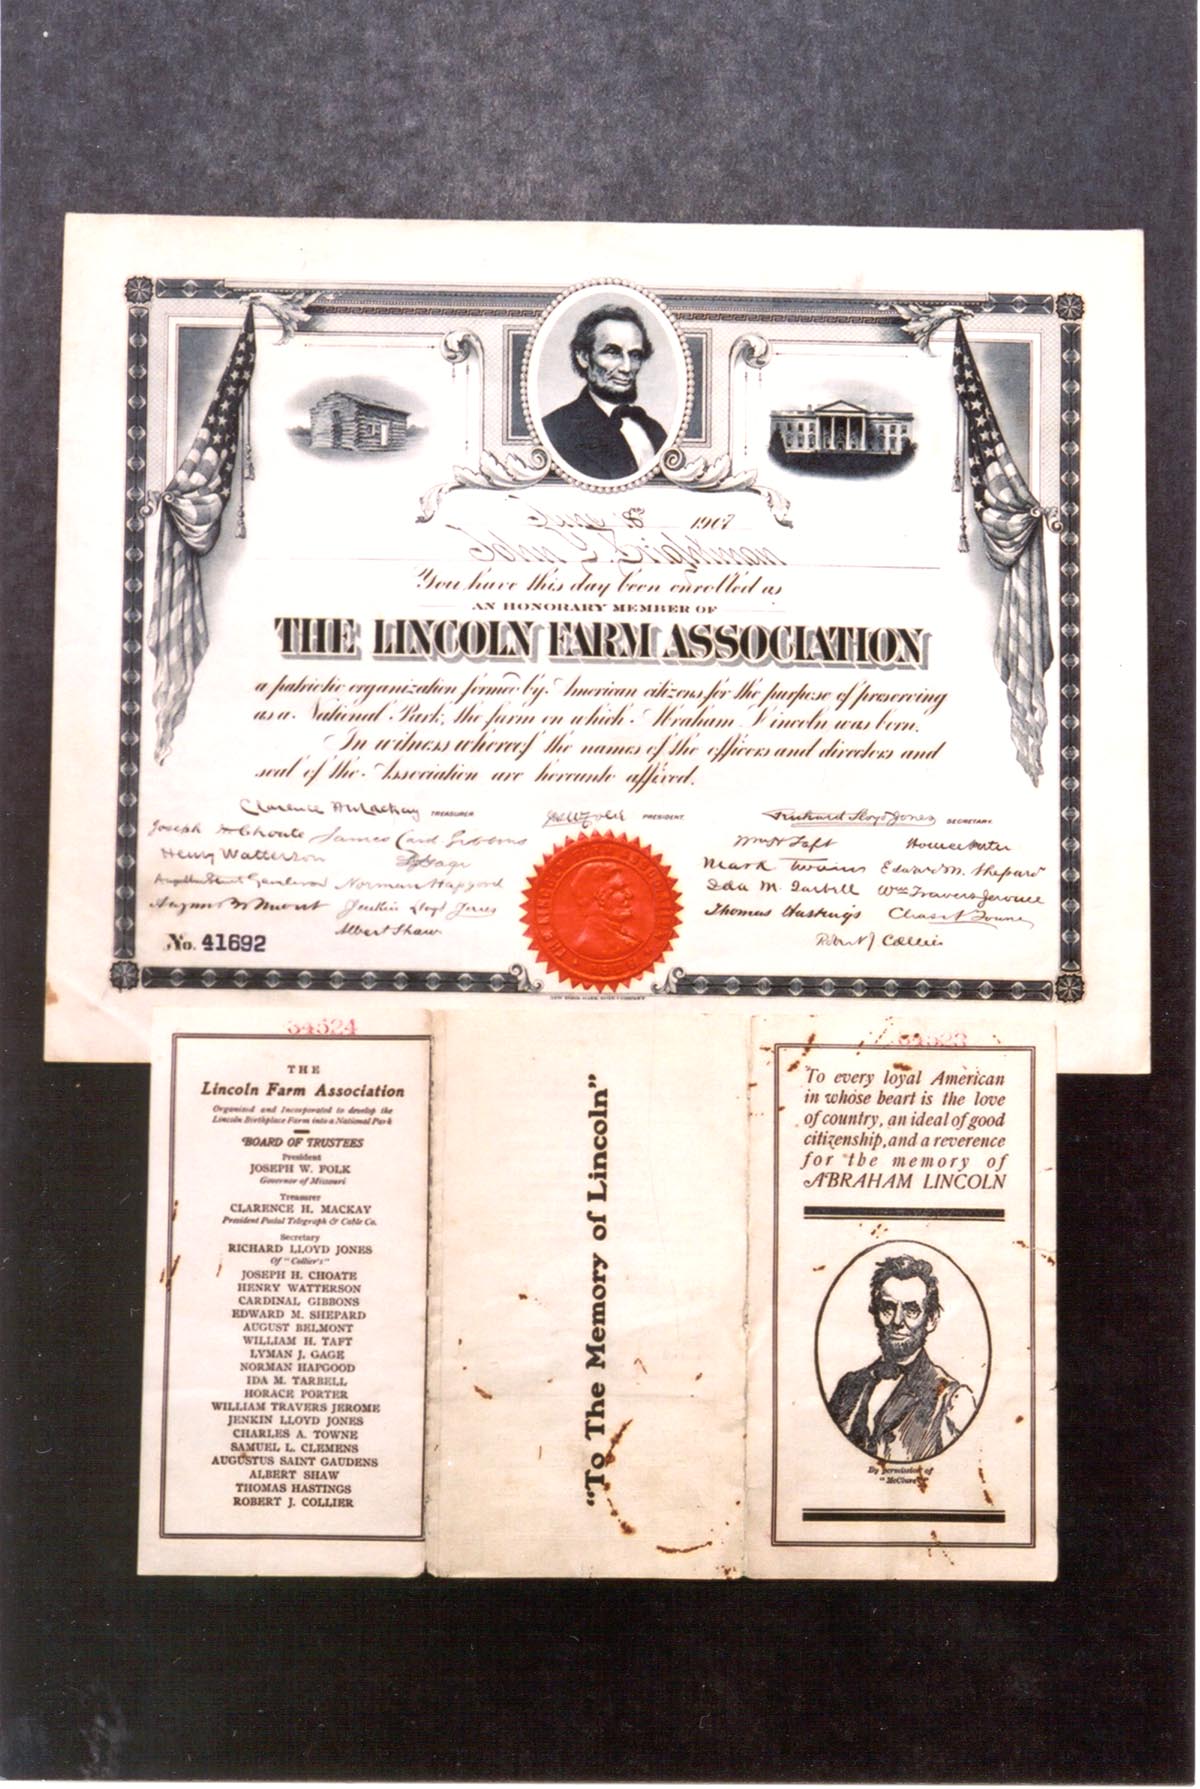 June 18th 1907
John Brightman
You have this day been enrolled as
AN HONORARY MEMBER OF
THE LINCOLN FARM ASSOCIATION
a patriotic organization formed by American citizens for the purpose of preserving
as a National Park, the farm on which Abraham Lincoln was born.
In witness whereof the names of the officers and directors and
seal of the Association are hereunto affixed.
Clarence H. Mackay TREASURER Jos W Folk PRESIDENT Richard Lloyd Jones SECRETARY
Joseph H Choate James Card Gibbons Wm H Taft Horace Porter
Henry Watterson L J Gage Mark Twain Edward M. Shepard
Augustus Saint Gaudens Norman Hapgood Ida M. Tarbell Wm Travers Jerome
August Belmont Jenkin Lloyd Jones Thomas Hastings Chas A Towne
Albert Shaw Robert J Collier
No. 41692
34524
THE
Lincoln Farm Association
Organized and Incorporated to develop the
Lincoln Birthplace Farm into a National Park
BOARD OF TRUSTEES
President
JOSEPH W. FOLK
Governor of Missouri
Treasurer
CLARENCE H. MACKAY
President Postal Telegraph & Cable Co.
Secretary
RICHARD LLOYD JONES
Of "Collier's"
JOSEPH H. CHOATE
HENRY WATTERSON
CARDINAL GIBBONS
EDWARD M. SHEPARD
AUGUST BELMONT
WILLIAM H. TAFT
LYMAN J. GAGE
NORMAN HAPGOOD
IDA M. TARBELL
HORACE PORTER
WILLIAM TRAVERS JEROME
JENKIN LLOYD JONES
CHARLES A. TOWNE
SAMUEL L. CLEMENS
AUGUSTUS SAINT GAUDENS
ALBERT SHAW
THOMAS HASTINGS
ROBERT J. COLLIER
"To The Memory of Lincoln"
34523
To every loyal American
in whose heart is the love
of country, an ideal of good
citizenship, and a reverence
for the memory of
ABRAHAM LINCOLN
By permission of
"McClure's"